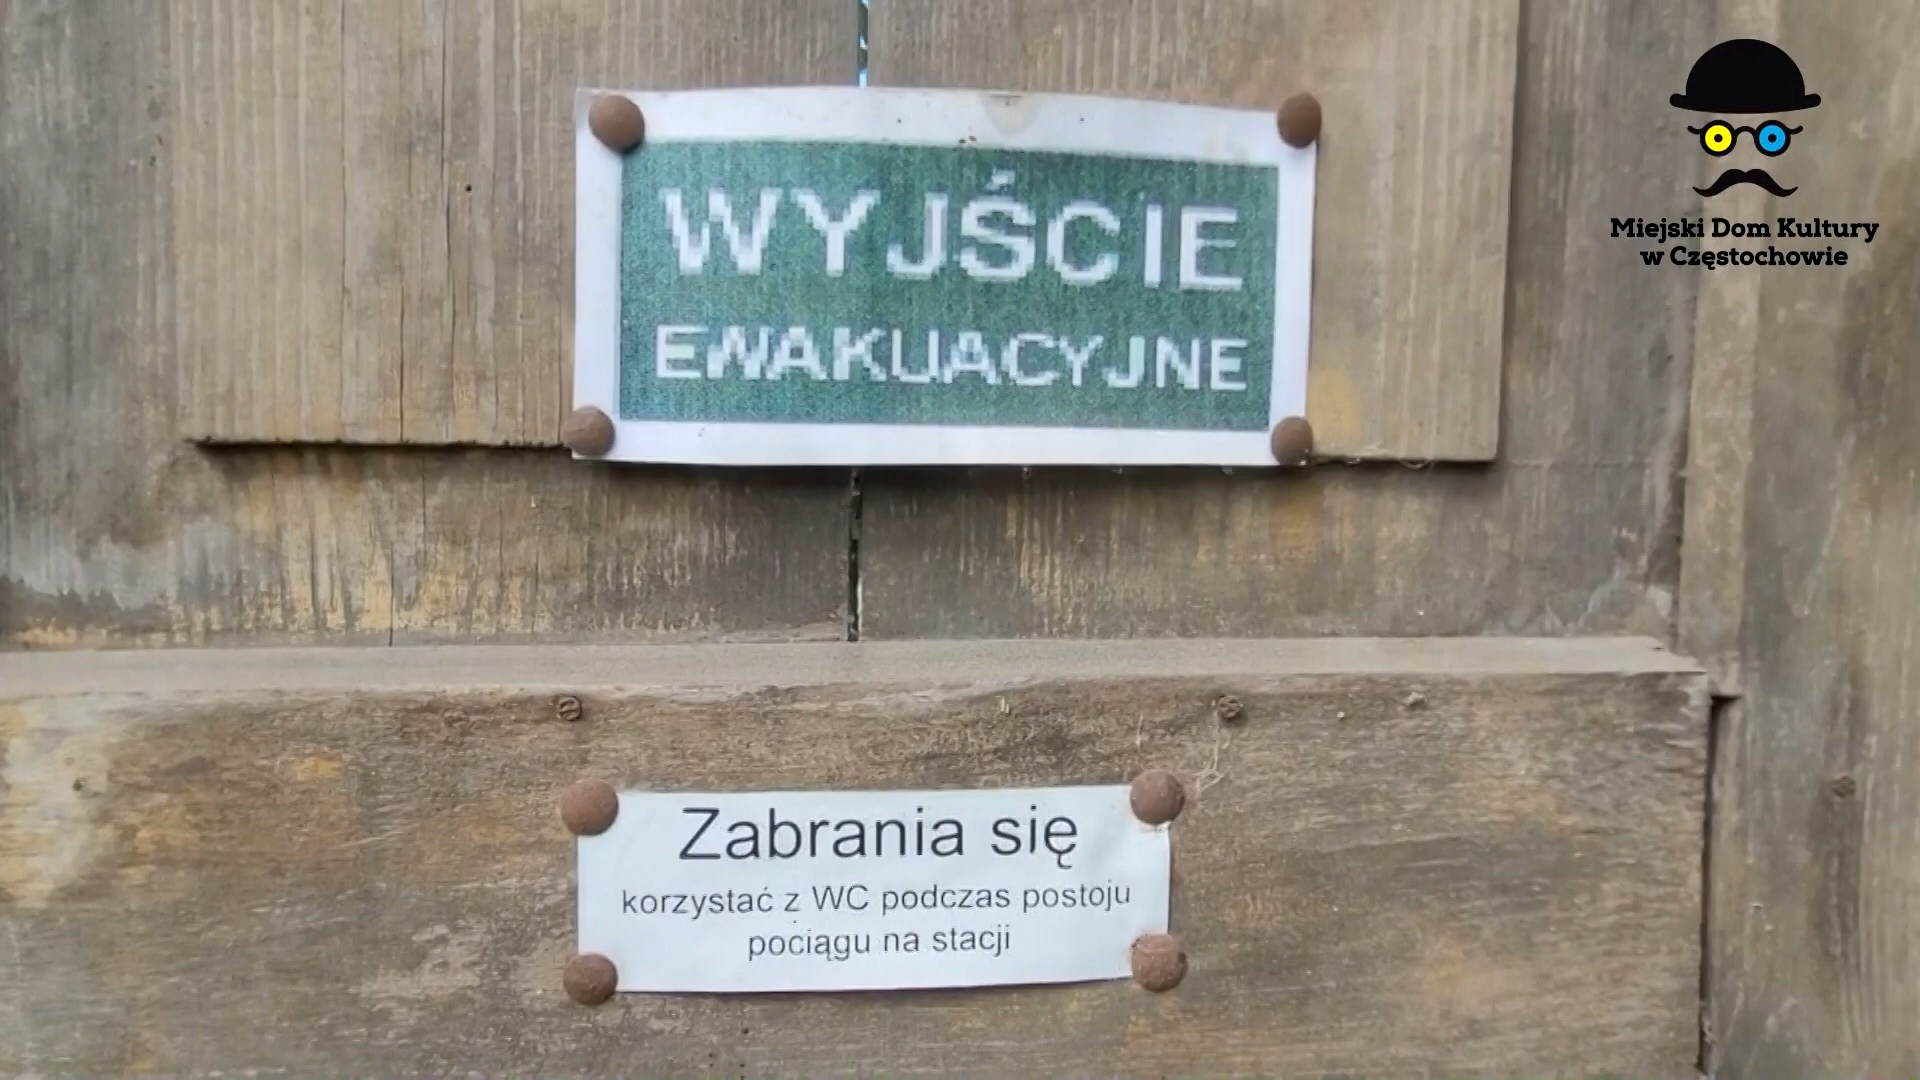 WYJŚCIE
EWAKUACYJNE
Miejski Dom Kultury
w Częstochowie
Zabrania się
korzystać z WC podczas postoju
pociągu na stacji